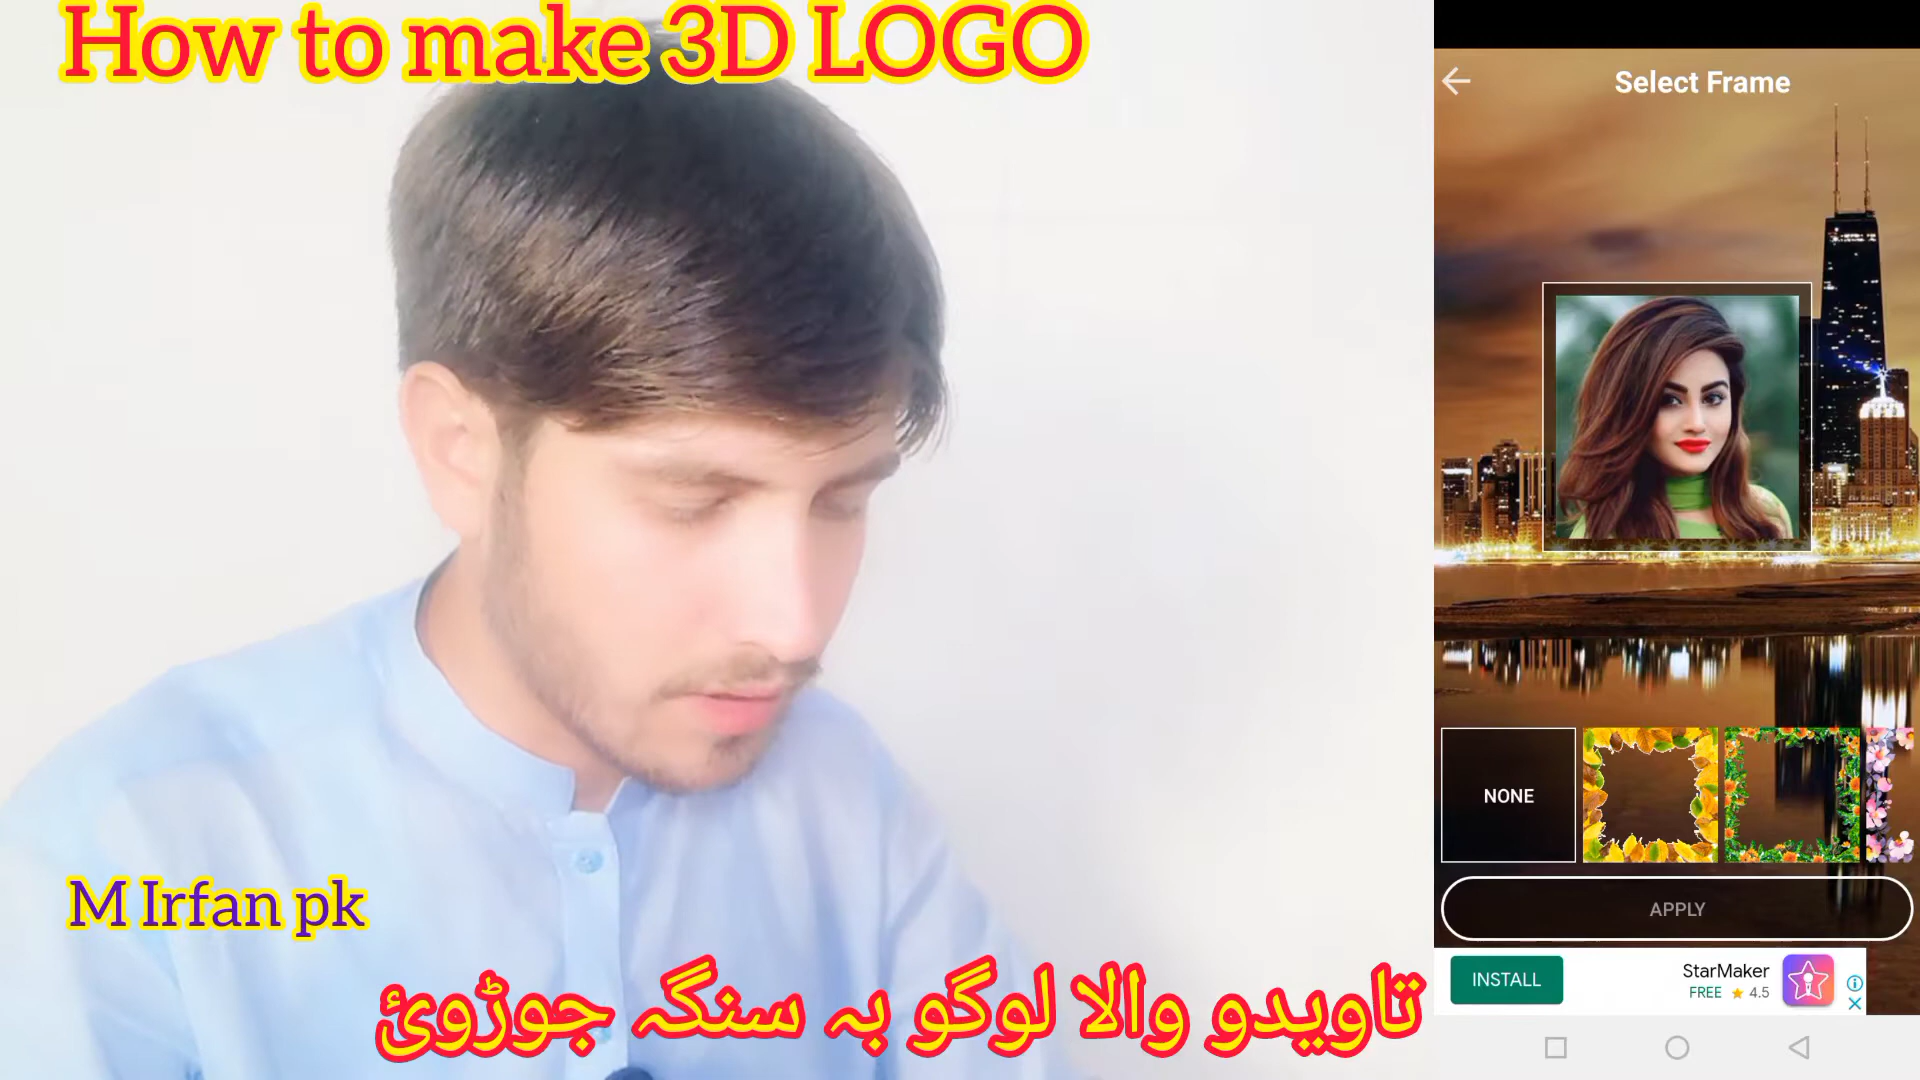 How to make 3D LOGO
Select Frame
NONE
APPLY
M Irfan pk
INSTALL
StarMaker
FREE ★ 4.5
تاویدو والا لوگو بہ سنگہ جوڑوئ